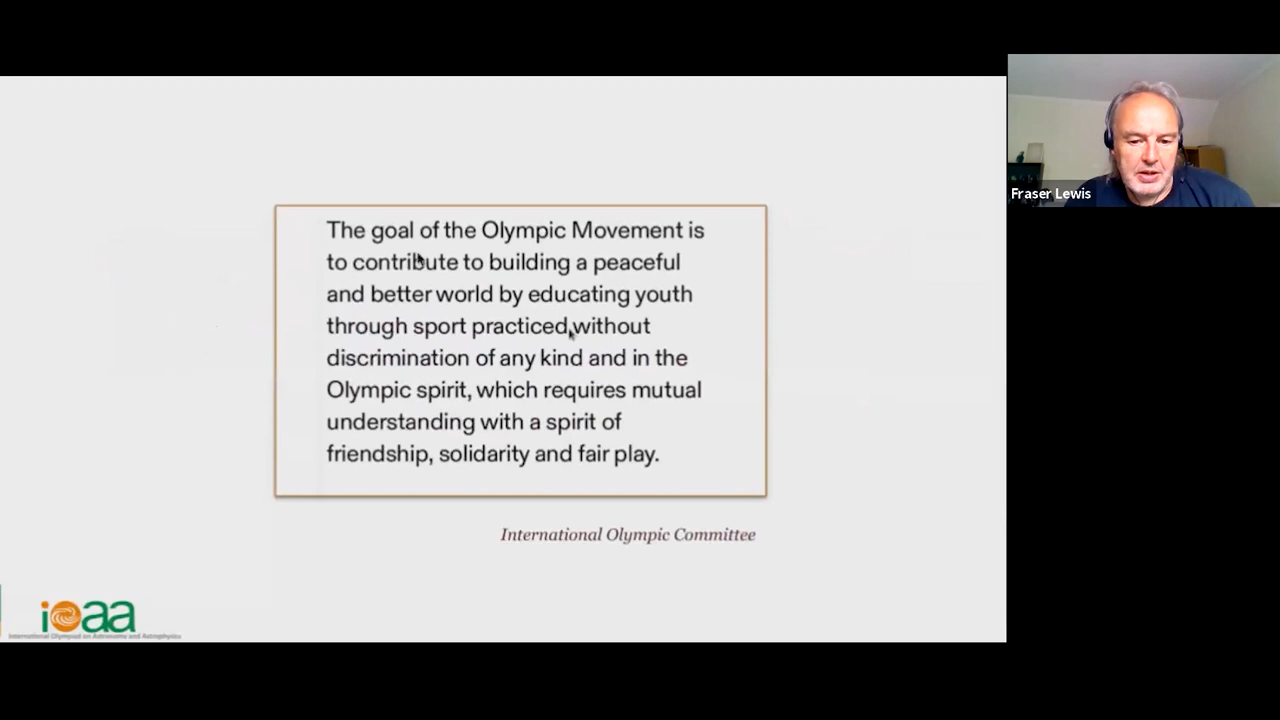 The goal of the Olympic Movement is
to contribute to building a peaceful
and better world by educating youth
through sport practiced without
discrimination of any kind and in the
Olympic spirit, which requires mutual
understanding with a spirit of
friendship, solidarity and fair play.
International Olympic Committee
ioaa
International Olympiad on Astronomy and Astrophysics
Fraser Lewis